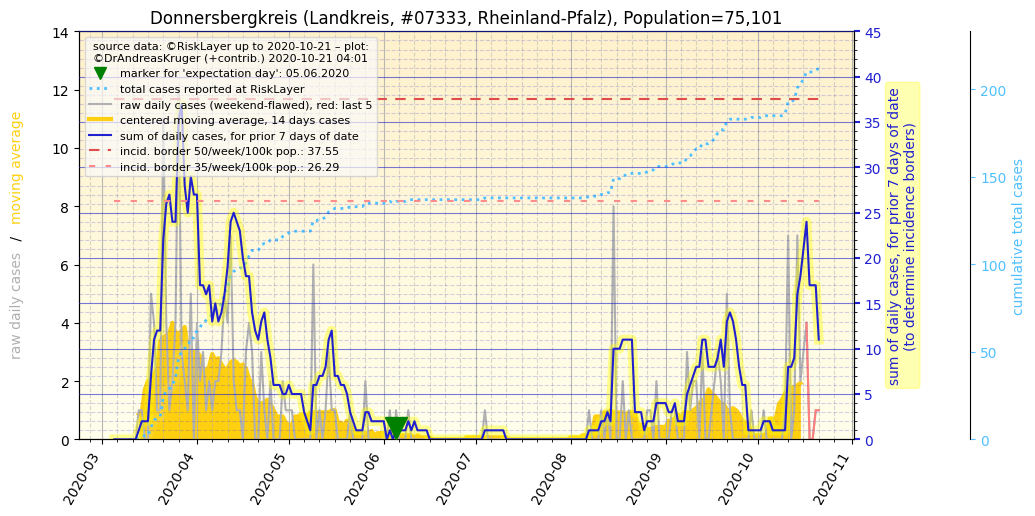 Donnersbergkreis (Landkreis, #07333, Rheinland-Pfalz), Population=75,101
source data: ©RiskLayer up to 2020-10-21 – plot:
©DrAndreasKruger (+contrib.) 2020-10-21 04:01
marker for 'expectation day': 05.06.2020
total cases reported at RiskLayer
raw daily cases (weekend-flawed), red: last 5
centered moving average, 14 days cases
sum of daily cases, for prior 7 days of date
incid. border 50/week/100k pop.: 37.55
incid. border 35/week/100k pop.: 26.29
raw daily cases / moving average
14
12
10
8
6
4
2
0
2020-03
2020-04
2020-05
2020-06
2020-07
2020-08
2020-09
2020-10
2020-11
45
40
35
30
25
20
15
10
5
0
sum of daily cases, for prior 7 days of date
(to determine incidence borders)
200
150
100
50
0
cumulative total cases